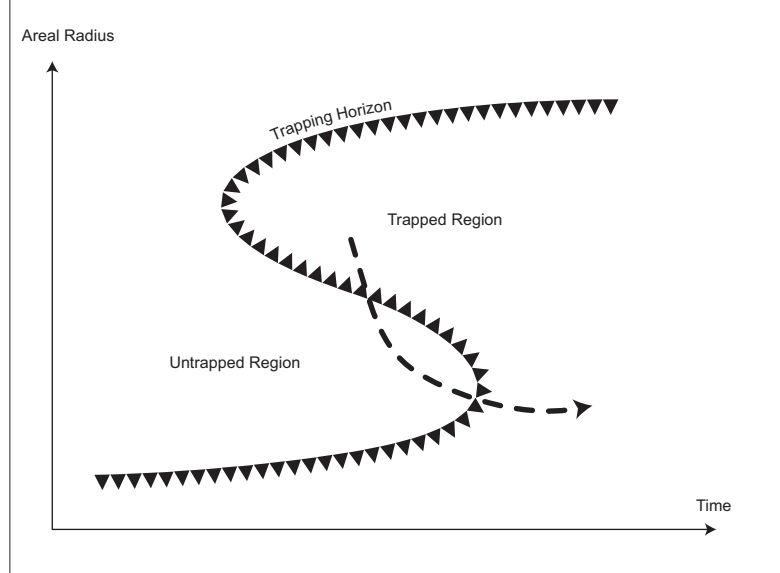 Areal Radius
Trapping Horizon
Trapped Region
Untrapped Region
Time